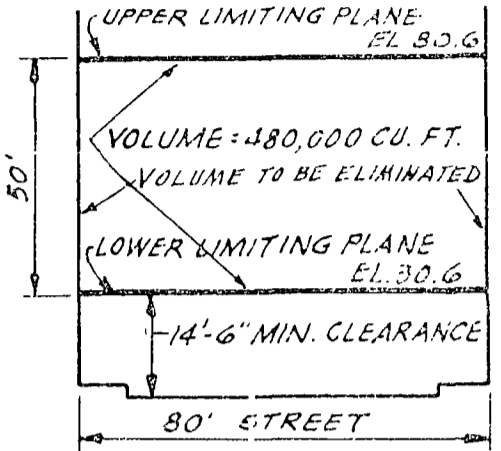 UPPER LIMITING PLANE
EL 80.6
50'
VOLUME = 480,000 CU. FT.
VOLUME TO BE ELIMINATED
LOWER LIMITING PLANE
EL. 30.6
14'-6" MIN. CLEARANCE
80' STREET